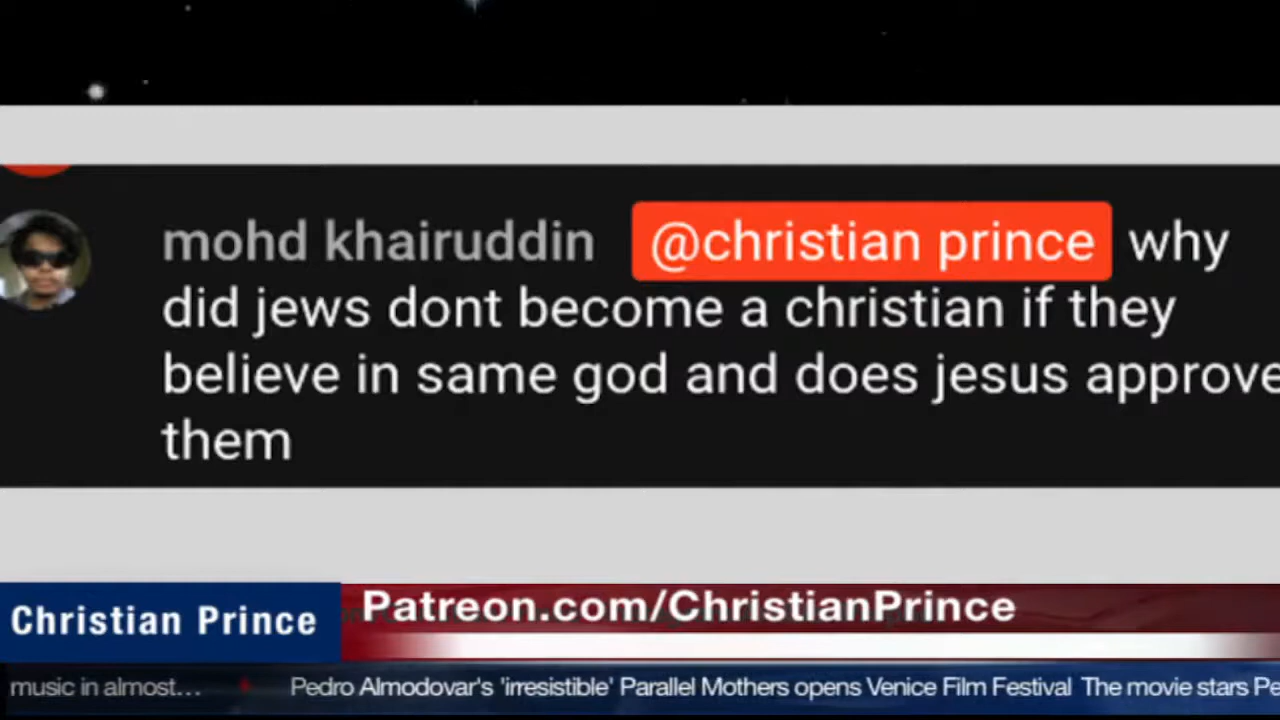 mohd khairuddin @christian prince why
did jews dont become a christian if they
believe in same god and does jesus approve
them
Christian Prince
Patreon.com/ChristianPrince
music in almost...
Pedro Almodovar's 'irresistible' Parallel Mothers opens Venice Film Festival The movie stars Pe